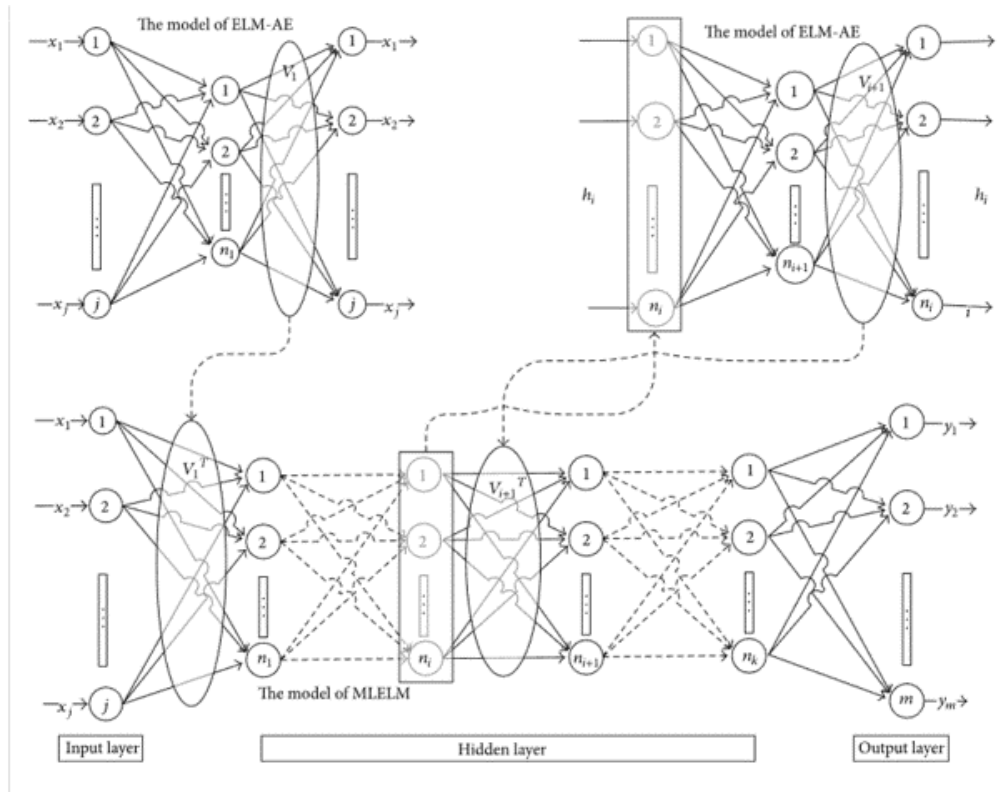 The model of ELM-AE
x₁ 1 1 x₁
V₁
1
x₂ 2 2 x₂
2
...
n₁
xⱼ j j xⱼ
The model of ELM-AE
1 1
Vᵢ₊₁
1
2 2
2
hᵢ ... hᵢ
nᵢ₊₁
nᵢ nᵢ i
x₁ 1 1 y₁
V₁ᵀ 1 1 Vᵢ₊₁ᵀ 1 1
x₂ 2 2 y₂
2 2 2 2
...
n₁ nᵢ nᵢ₊₁ nₖ
The model of MLELM
xⱼ j m yₘ
Input layer Hidden layer Output layer